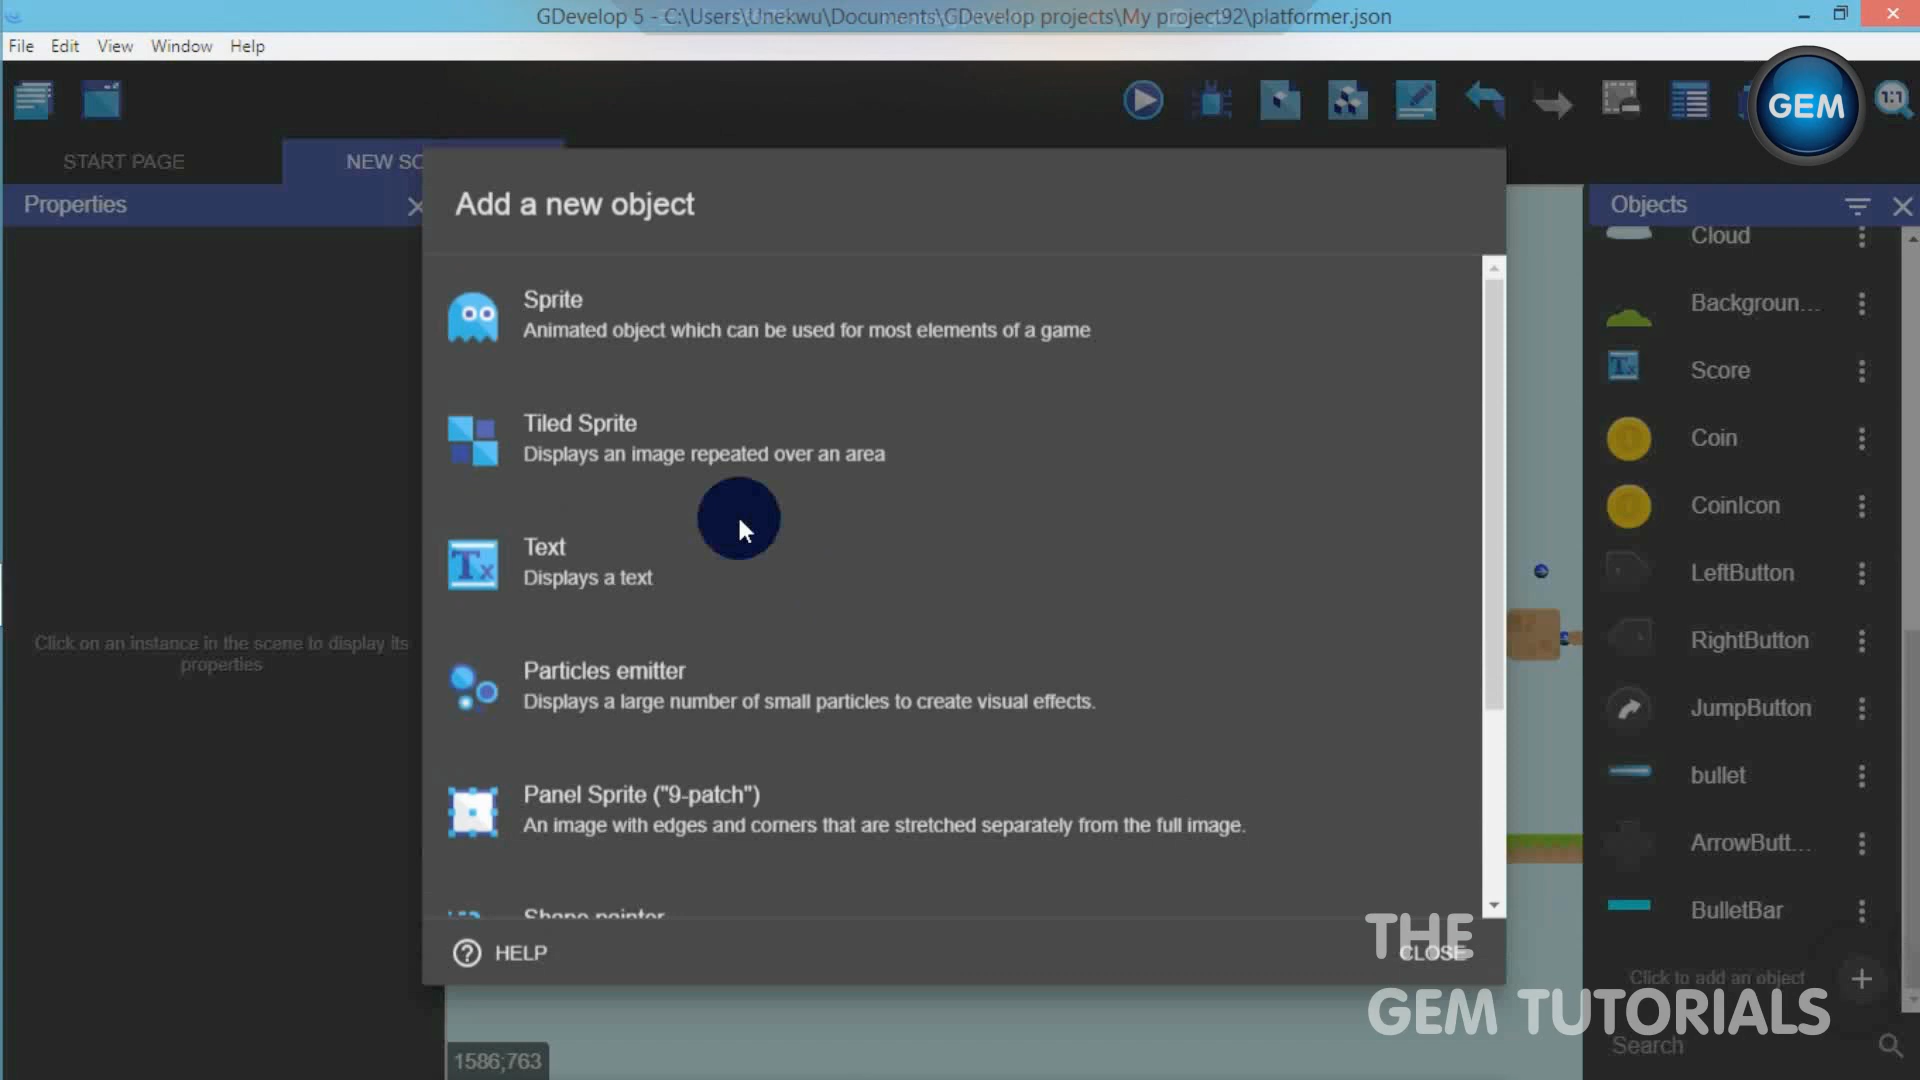 GDevelop 5 - C:\Users\Unekwu\Documents\GDevelop projects\My project92\platformer.json
File Edit View Window Help
GEM
1:1
START PAGE
NEW SC
Properties
Objects
Add a new object
Cloud
Sprite
Animated object which can be used for most elements of a game
Backgroun...
Score
Tiled Sprite
Displays an image repeated over an area
Coin
CoinIcon
Text
Displays a text
LeftButton
Click on an instance in the scene to display its
properties
RightButton
Particles emitter
Displays a large number of small particles to create visual effects.
JumpButton
bullet
Panel Sprite ("9-patch")
An image with edges and corners that are stretched separately from the full image.
ArrowButt...
Shape painter
BulletBar
HELP
CLOSE
Click to add an object
THE
GEM TUTORIALS
Search
1586;763